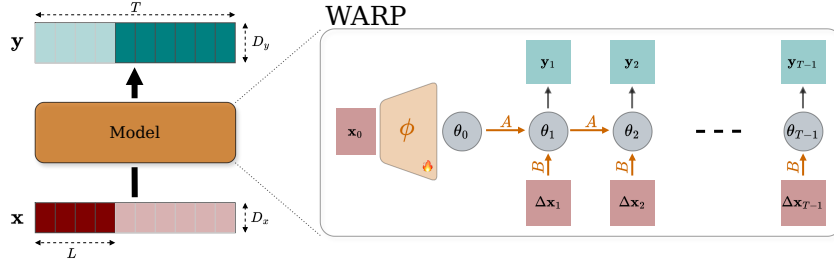 T
WARP
y
D_y
y_1
y_2
y_{T−1}
Model
x_0
ϕ
θ_0
A
θ_1
A
θ_2
θ_{T−1}
B
B
B
x
D_x
Δx_1
Δx_2
Δx_{T−1}
L